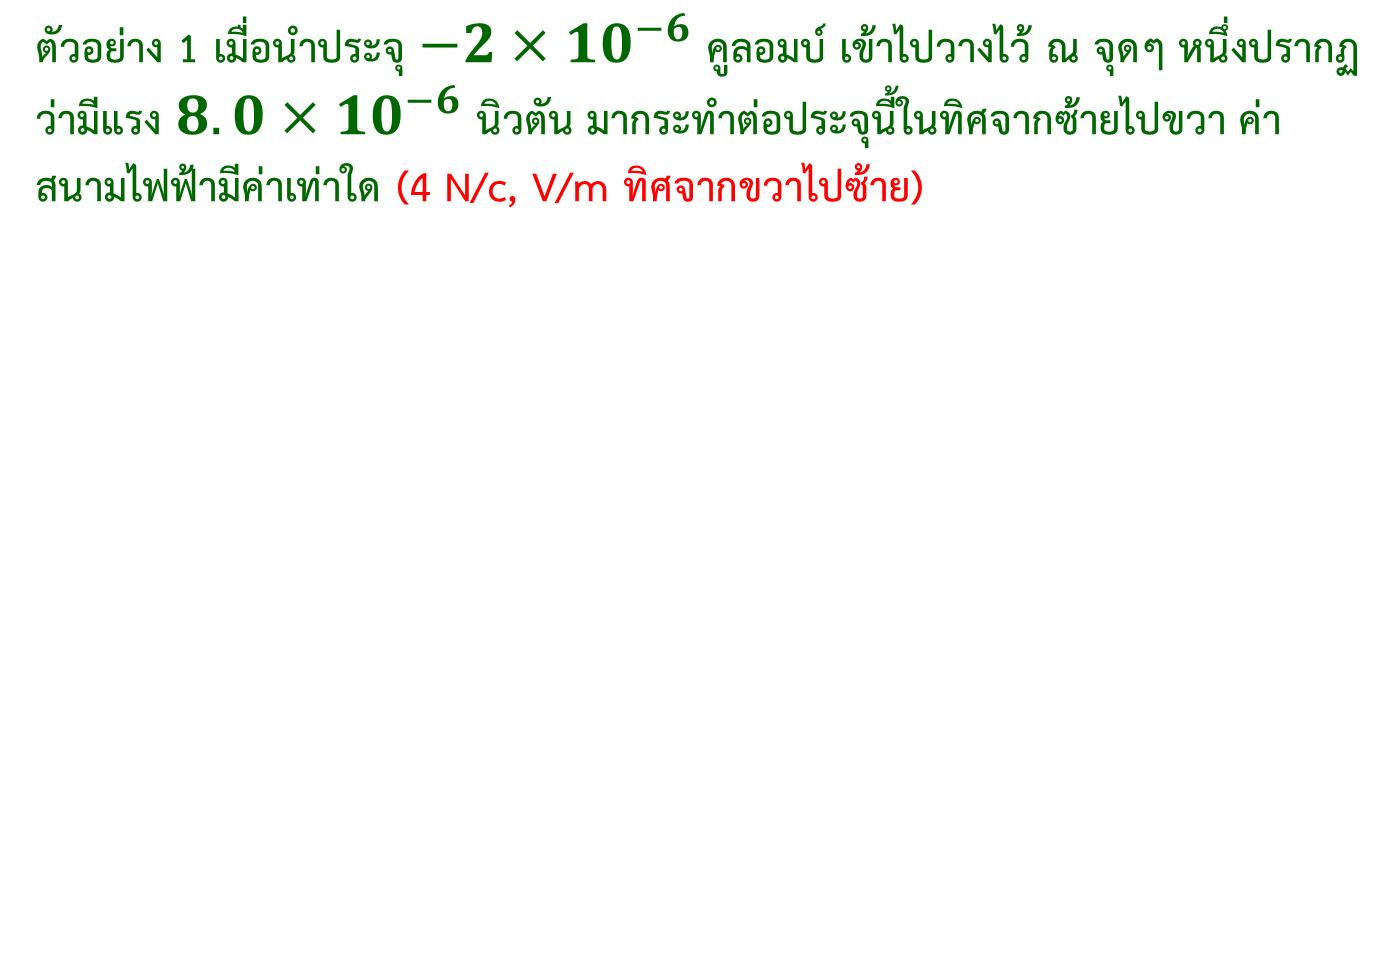 ตัวอย่าง 1 เมื่อนำประจุ −2 × 10⁻⁶ คูลอมบ์ เข้าไปวางไว้ ณ จุดๆ หนึ่งปรากฏ
ว่ามีแรง 8.0 × 10⁻⁶ นิวตัน มากระทำต่อประจุนี้ในทิศจากซ้ายไปขวา ค่า
สนามไฟฟ้ามีค่าเท่าใด (4 N/c, V/m ทิศจากขวาไปซ้าย)